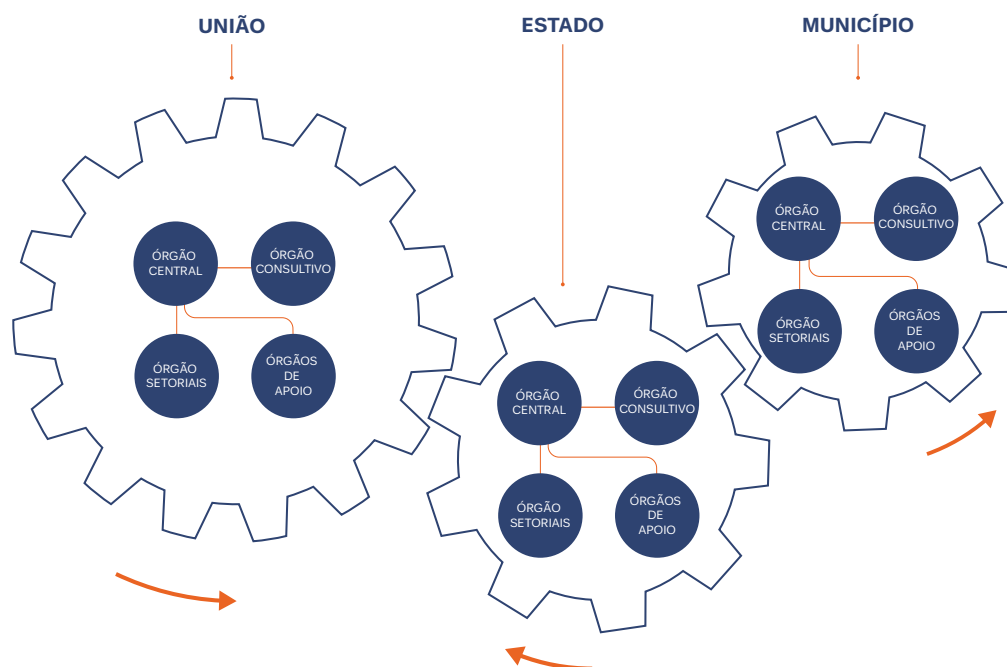 UNIÃO
ESTADO
MUNICÍPIO
ÓRGÃO
CENTRAL
ÓRGÃO
CONSULTIVO
ÓRGÃO
SETORIAIS
ÓRGÃOS
DE
APOIO
ÓRGÃO
CENTRAL
ÓRGÃO
CONSULTIVO
ÓRGÃO
SETORIAIS
ÓRGÃOS
DE
APOIO
ÓRGÃO
CENTRAL
ÓRGÃO
CONSULTIVO
ÓRGÃO
SETORIAIS
ÓRGÃOS
DE
APOIO